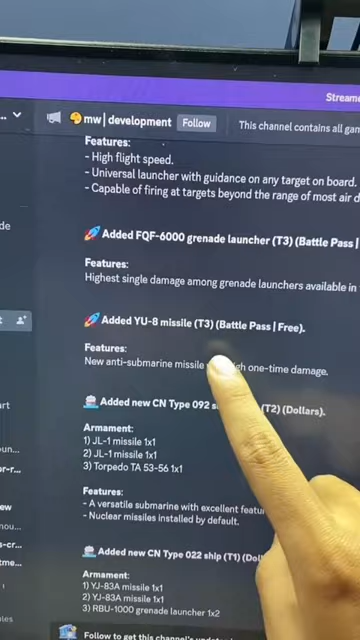 Streame
mw | development Follow This channel contains all gam
Features:
- High flight speed.
- Universal launcher with guidance on any target on board.
- Capable of firing at targets beyond the range of most air d
de
Added FQF-6000 grenade launcher (T3) (Battle Pass |
Features:
Highest single damage among grenade launchers available in
Added YU-8 missile (T3) (Battle Pass | Free).
Features:
New anti-submarine missile high one-time damage.
Added new CN Type 092 (T2) (Dollars).
Armament:
1) JL-1 missile 1x1
2) JL-1 missile 1x1
3) Torpedo TA 53-56 1x1
Features:
- A versatile submarine with excellent featu
- Nuclear missiles installed by default.
Added new CN Type 022 ship (T1) (Dol
Armament:
1) YJ-83A missile 1x1
2) YJ-83A missile 1x1
3) RBU-1000 grenade launcher 1x2
Follow to get this channel's update